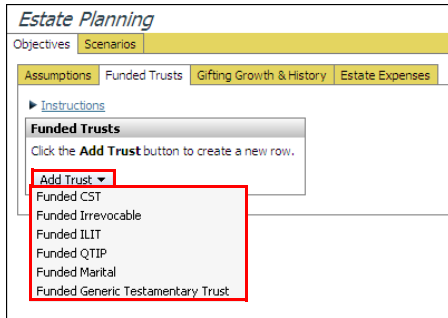 Estate Planning
Objectives Scenarios
Assumptions Funded Trusts Gifting Growth & History Estate Expenses
Instructions
Funded Trusts
Click the Add Trust button to create a new row.
Add Trust
Funded CST
Funded Irrevocable
Funded ILIT
Funded QTIP
Funded Marital
Funded Generic Testamentary Trust